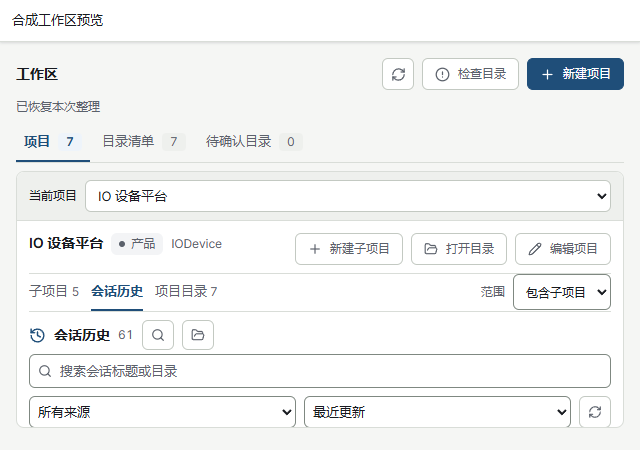 合成工作区预览
工作区
检查目录
新建项目
已恢复本次整理
项目 7 目录清单 7 待确认目录 0
当前项目 IO 设备平台
IO 设备平台 产品 IODevice 新建子项目 打开目录 编辑项目
子项目 5 会话历史 项目目录 7 范围 包含子项目
会话历史 61
搜索会话标题或目录
所有来源 最近更新